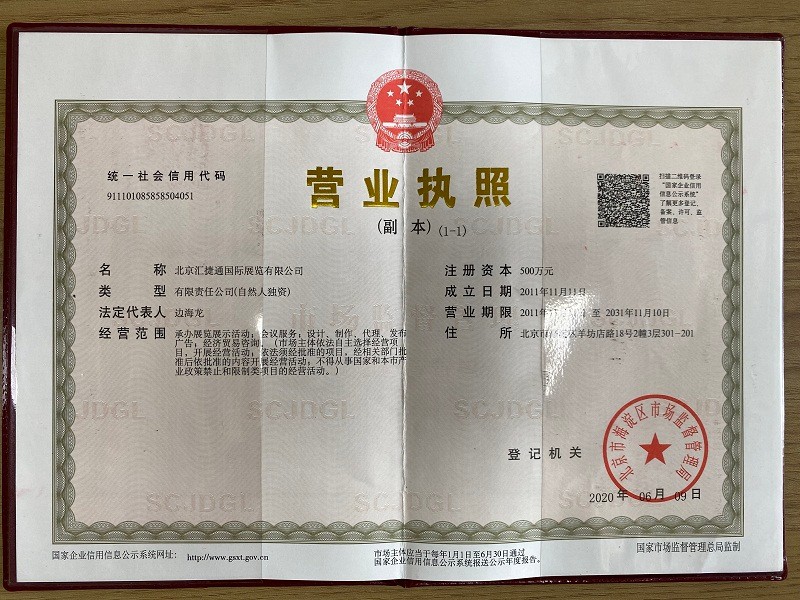 统一社会信用代码
911101085858504051
营业执照
(副 本) (1-1)
扫描二维码登录
“国家企业信用
信息公示系统”
了解更多登记、
备案、许可、监
管信息
名 称 北京汇捷通国际展览有限公司
类 型 有限责任公司(自然人独资)
法定代表人 边海龙
经营范围 承办展览展示活动；会议服务；设计、制作、代理、发布
广告；经济贸易咨询。（市场主体依法自主选择经营项
目，开展经营活动；依法须经批准的项目，经相关部门批
准后依批准的内容开展经营活动；不得从事国家和本市产
业政策禁止和限制类项目的经营活动。）
注册资本 500万元
成立日期 2011年11月11日
营业期限 2011年11 1日 至 2031年11月10日
住 所 北京市 区羊坊店路18号2幢3层301-201
登记机关
北京市海淀区市场监督管理局
2020 年 06 月 09 日
国家企业信用信息公示系统网址： http://www.gsxt.gov.cn
市场主体应当于每年1月1日至6月30日通过
国家企业信用信息公示系统报送公示年度报告。
国家市场监督管理总局监制
SCJDGL